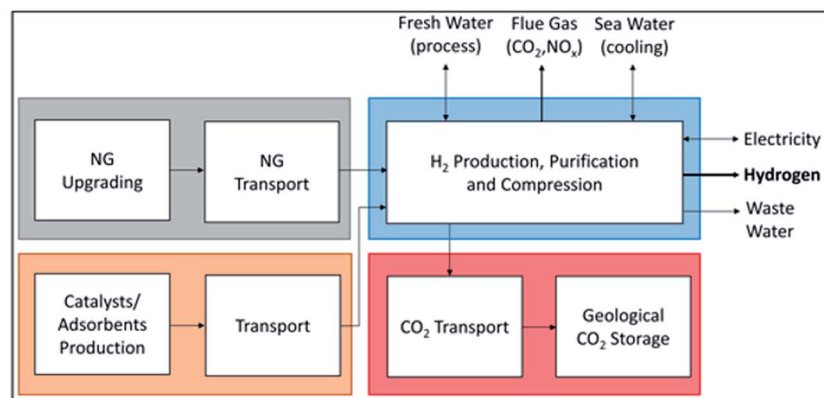 Fresh Water
(process)
Flue Gas
(CO₂,NOₓ)
Sea Water
(cooling)
NG
Upgrading
NG
Transport
H₂ Production, Purification
and Compression
Electricity
Hydrogen
Waste
Water
Catalysts/
Adsorbents
Production
Transport
CO₂ Transport
Geological
CO₂ Storage